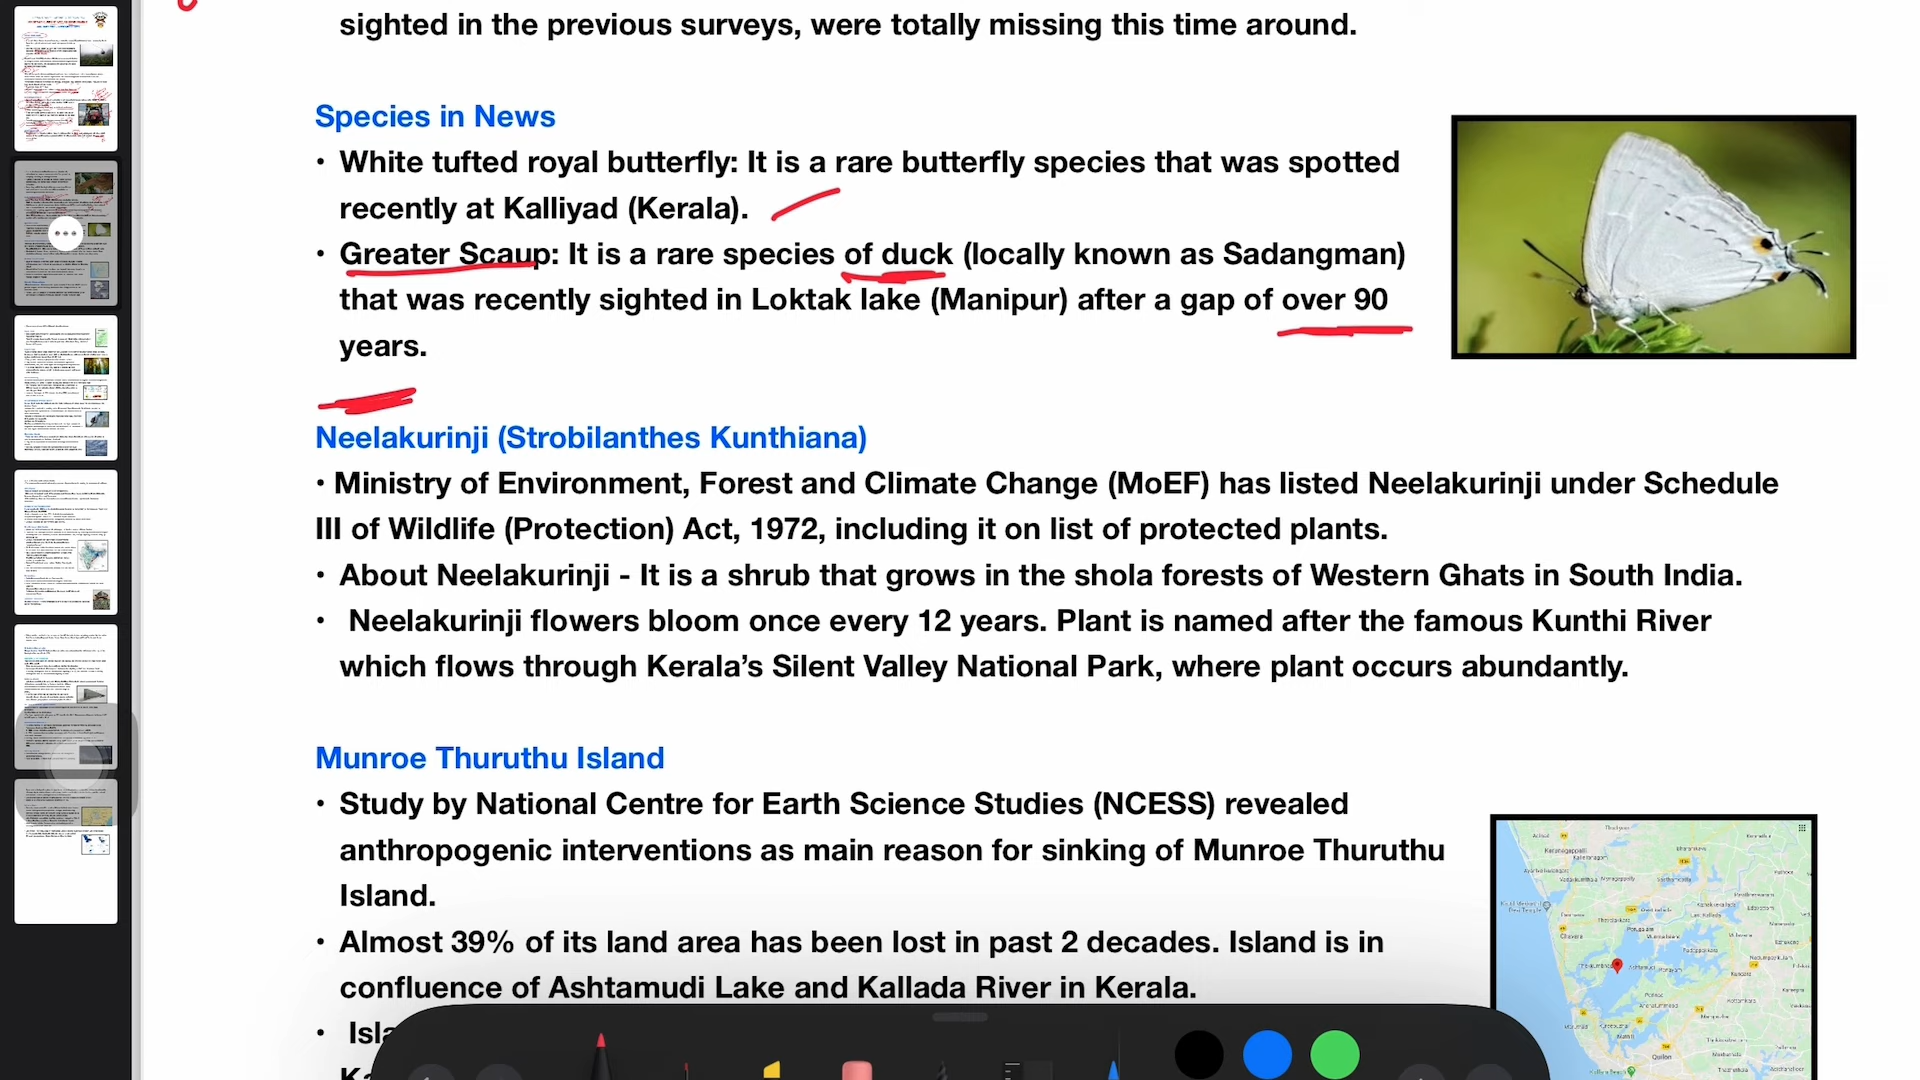 sighted in the previous surveys, were totally missing this time around.
Species in News
• White tufted royal butterfly: It is a rare butterfly species that was spotted
recently at Kalliyad (Kerala).
• Greater Scaup: It is a rare species of duck (locally known as Sadangman)
that was recently sighted in Loktak lake (Manipur) after a gap of over 90
years.
Neelakurinji (Strobilanthes Kunthiana)
• Ministry of Environment, Forest and Climate Change (MoEF) has listed Neelakurinji under Schedule
III of Wildlife (Protection) Act, 1972, including it on list of protected plants.
• About Neelakurinji - It is a shrub that grows in the shola forests of Western Ghats in South India.
• Neelakurinji flowers bloom once every 12 years. Plant is named after the famous Kunthi River
which flows through Kerala’s Silent Valley National Park, where plant occurs abundantly.
Munroe Thuruthu Island
• Study by National Centre for Earth Science Studies (NCESS) revealed
anthropogenic interventions as main reason for sinking of Munroe Thuruthu
Island.
• Almost 39% of its land area has been lost in past 2 decades. Island is in
confluence of Ashtamudi Lake and Kallada River in Kerala.
Quilon